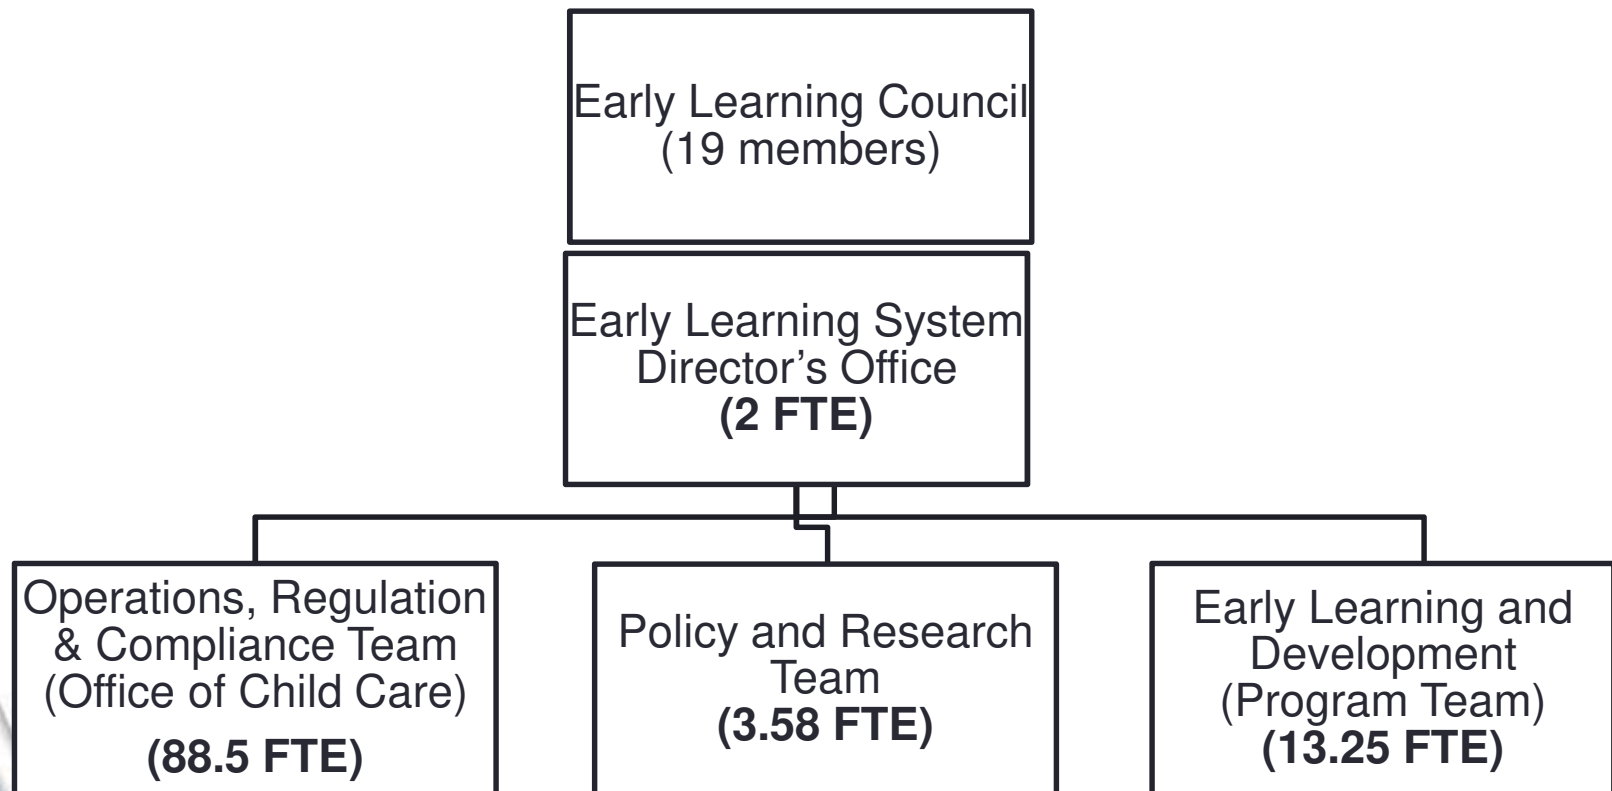 Early Learning Council
(19 members)
Early Learning System
Director’s Office
(2 FTE)
Operations, Regulation
& Compliance Team
(Office of Child Care)
(88.5 FTE)
Policy and Research
Team
(3.58 FTE)
Early Learning and
Development
(Program Team)
(13.25 FTE)